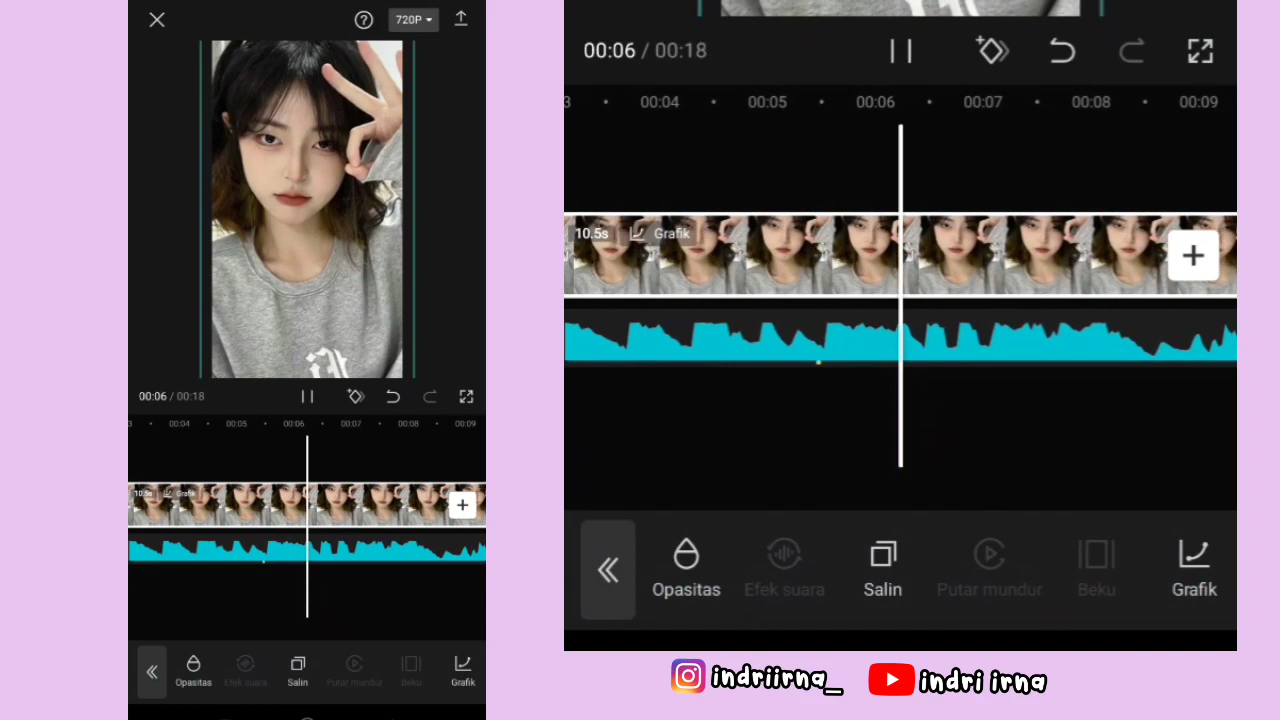 720P
00:06 / 00:18
3 00:04 00:05 00:06 00:07 00:08 00:09
10.5s Grafik
Opasitas Efek suara Salin Putar mundur Beku Grafik
00:06 / 00:18
3 00:04 00:05 00:06 00:07 00:08 00:09
10.5s Grafik
Opasitas Efek suara Salin Putar mundur Beku Grafik
indriirna_ indri irna